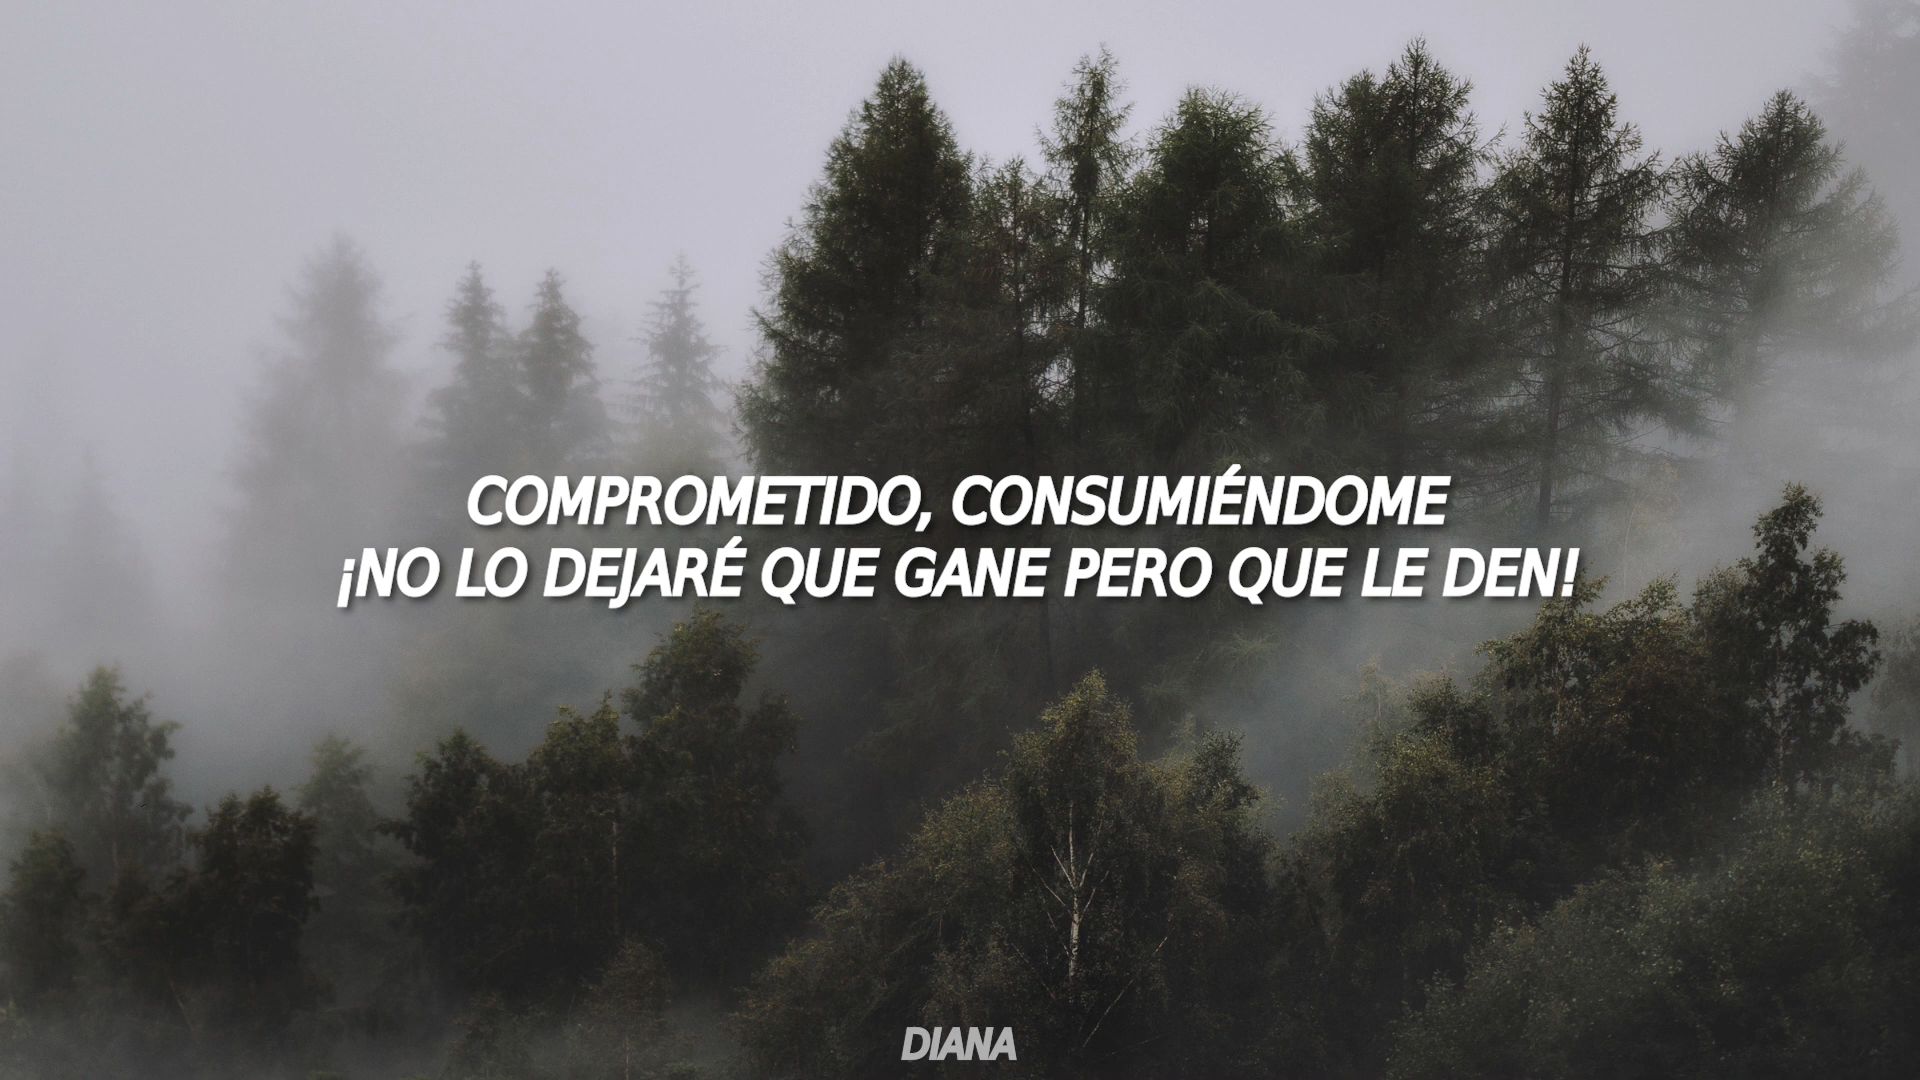 COMPROMETIDO, CONSUMIÉNDOME
¡NO LO DEJARÉ QUE GANE PERO QUE LE DEN!
DIANA